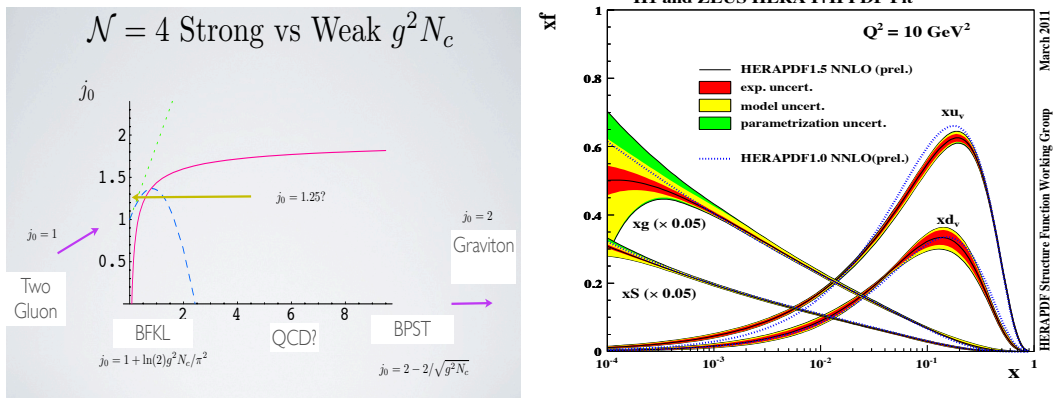 𝒩 = 4 Strong vs Weak g²N_c
j₀
2
1.5
1
0.5
2 4 6 8
j₀ = 1.25?
j₀ = 1
j₀ = 2
Graviton
Two
Gluon
BFKL
QCD?
BPST
j₀ = 1 + ln(2)g²N_c/π²
j₀ = 2 − 2/√g²N_c
xf
Q² = 10 GeV²
HERAPDF1.5 NNLO (prel.)
exp. uncert.
model uncert.
parametrization uncert.
HERAPDF1.0 NNLO(prel.)
xu_v
xd_v
xg (× 0.05)
xS (× 0.05)
1
0.8
0.6
0.4
0.2
0
10⁻⁴ 10⁻³ 10⁻² 10⁻¹ 1
x
HERAPDF Structure Function Working Group March 2011